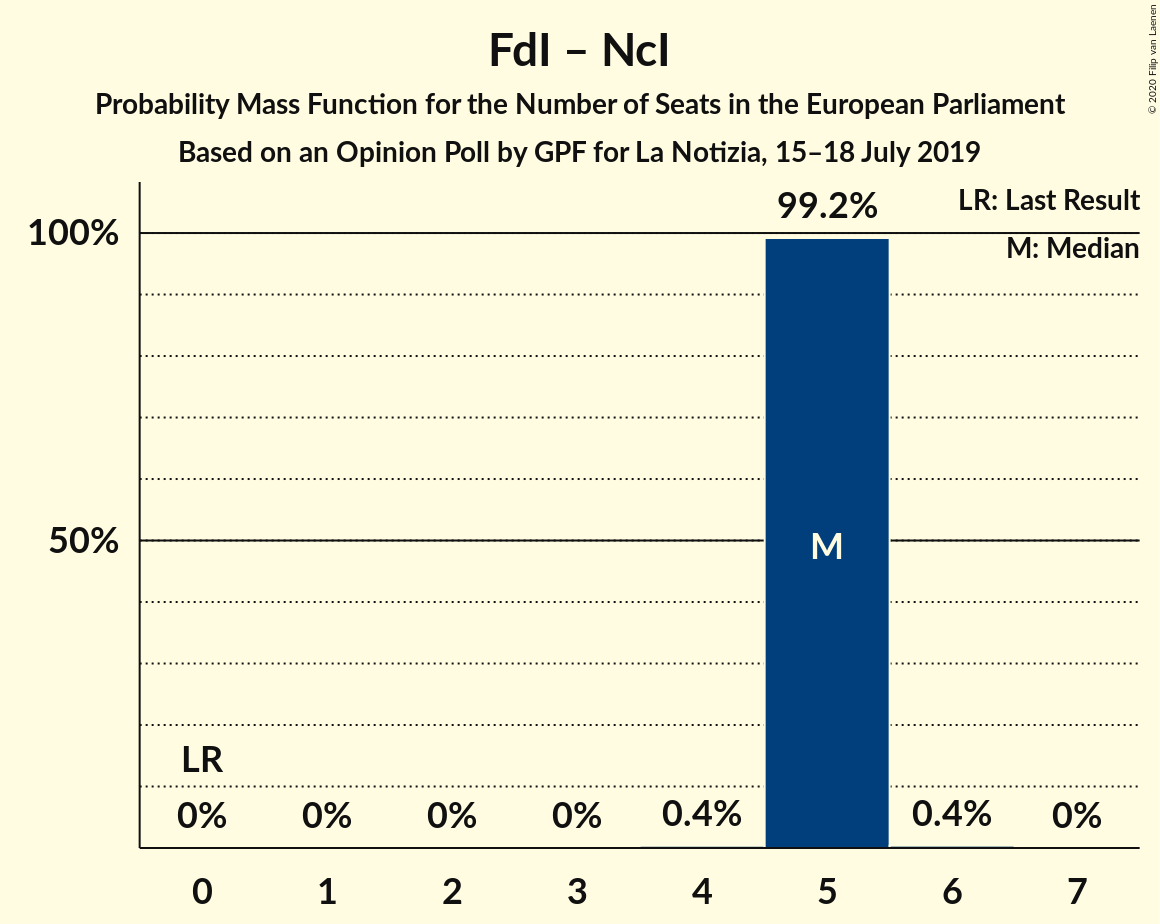 FdI – NcI
Probability Mass Function for the Number of Seats in the European Parliament
Based on an Opinion Poll by GPF for La Notizia, 15–18 July 2019
© 2020 Filip van Laenen
LR: Last Result
M: Median
99.2%
100%
50%
M
LR
0% 0% 0% 0% 0.4% 0.4% 0%
0 1 2 3 4 5 6 7